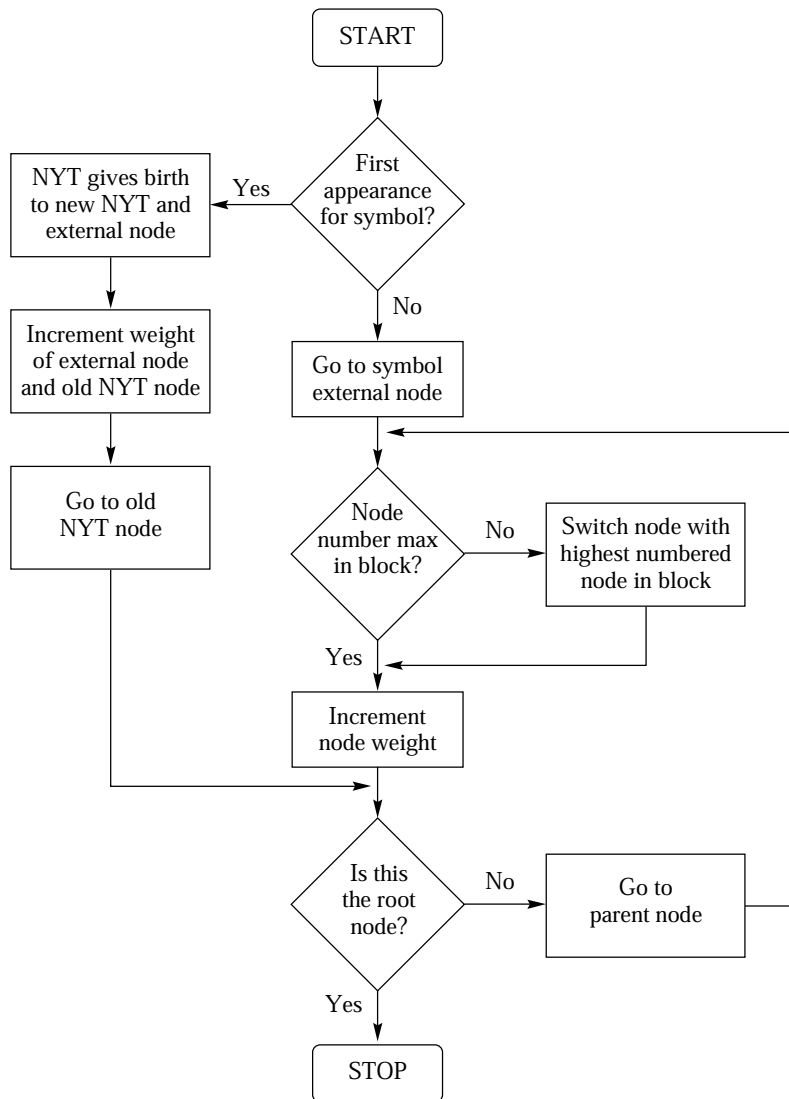 START
First
appearance
for symbol?
Yes
NYT gives birth
to new NYT and
external node
No
Increment weight
of external node
and old NYT node
Go to symbol
external node
Go to old
NYT node
Node
number max
in block?
No
Switch node with
highest numbered
node in block
Yes
Increment
node weight
Is this
the root
node?
No
Go to
parent node
Yes
STOP